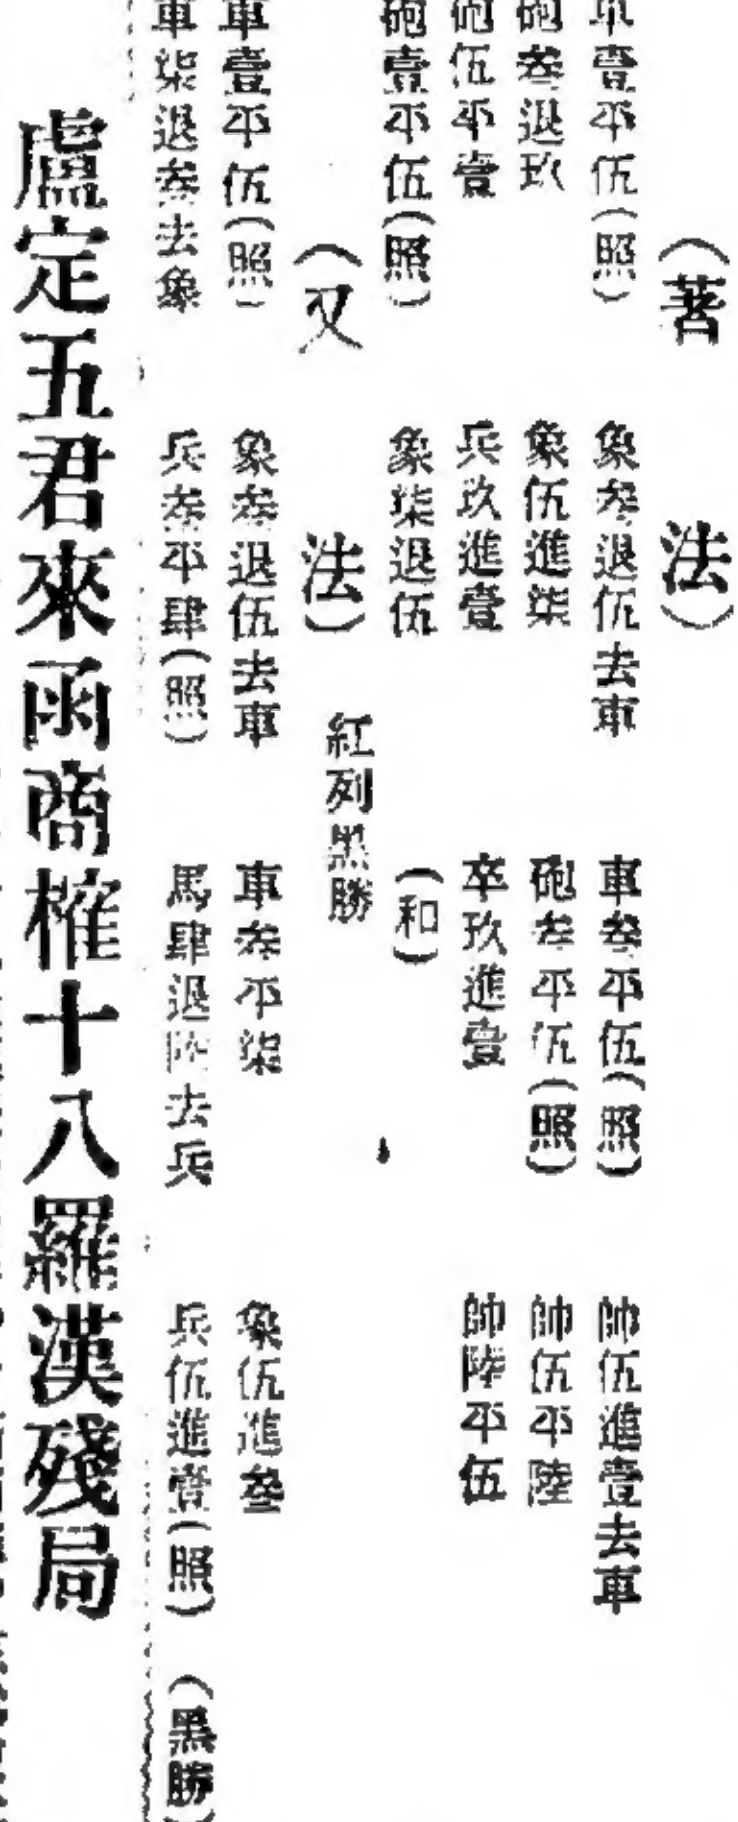 （著法）
車壹平伍（照） 象叁退伍去車 車叁平伍（照） 帥伍進壹去車
砲叁退玖 象伍進柒 砲叁平伍（照） 帥伍平陸
砲伍平壹 兵玖進壹 卒玖進壹 帥陸平伍
砲壹平伍（照） 象柒退伍 （和）
（又法） 紅列黑勝
車壹平伍（照） 象叁退伍去車 車叁平柒 象伍進叁
車柒退叁去象 兵叁平肆（照） 馬肆退陸去兵 兵伍進壹（照） （黑勝）
盧定五君來函商榷十八羅漢殘局